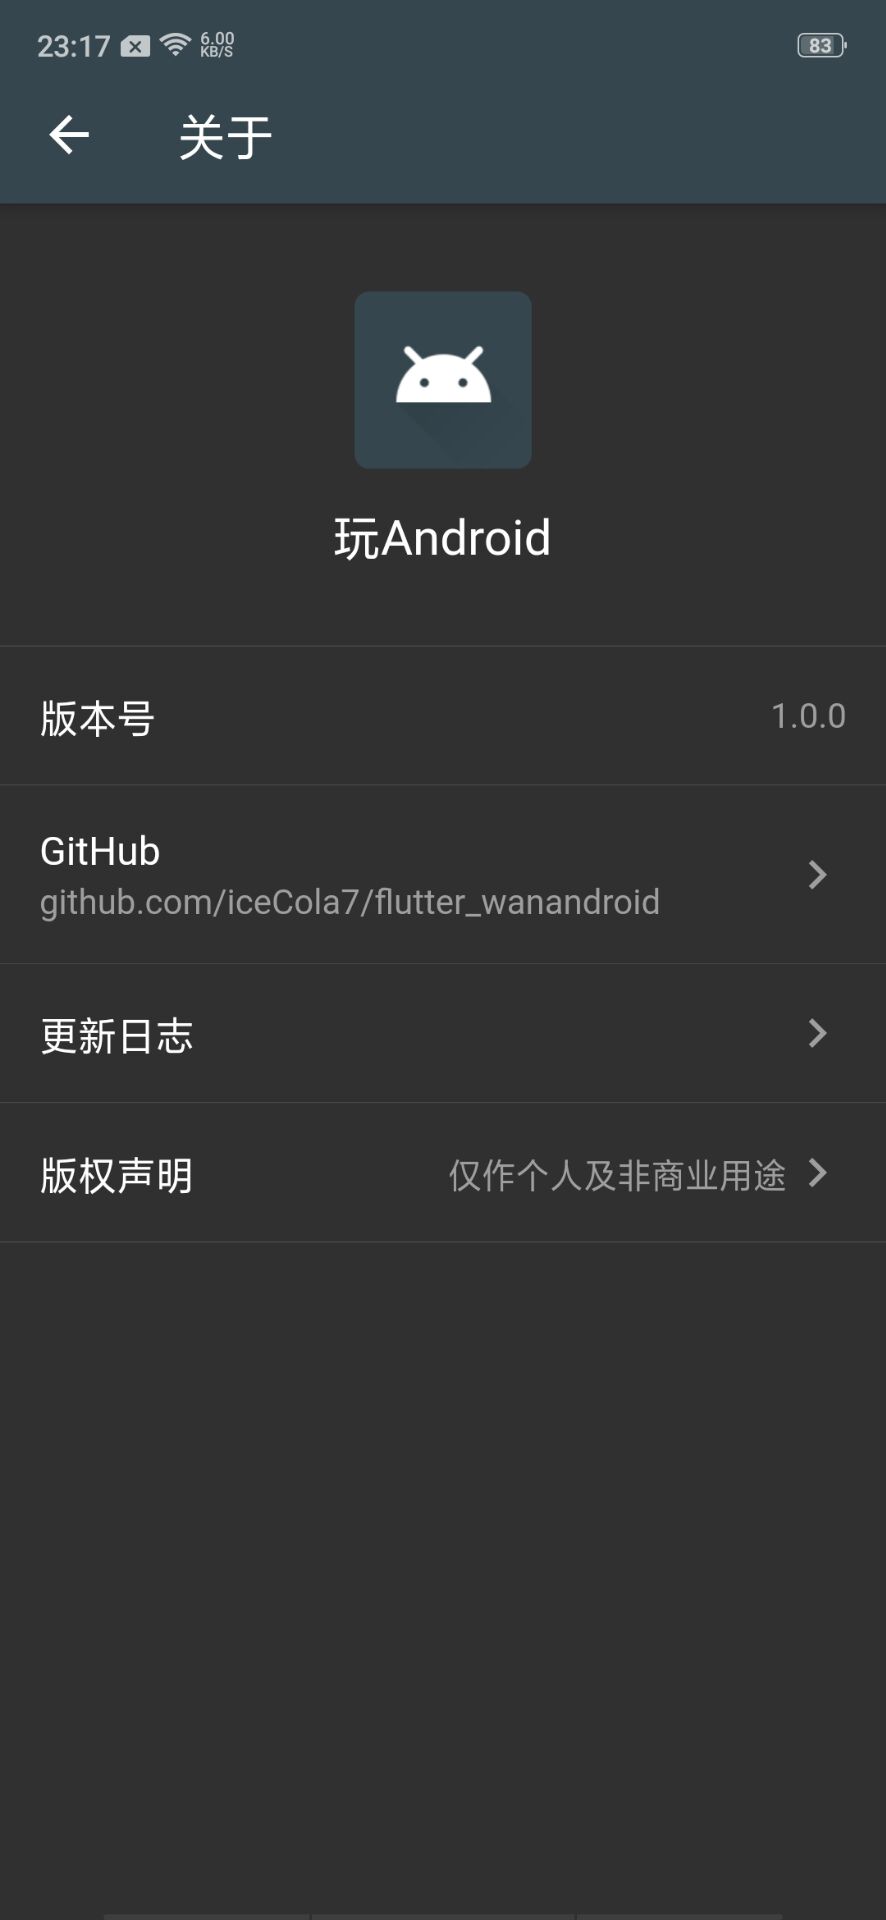 23:17 6.00 KB/S 83
关于
玩Android
版本号 1.0.0
GitHub
github.com/iceCola7/flutter_wanandroid
更新日志
版权声明 仅作个人及非商业用途